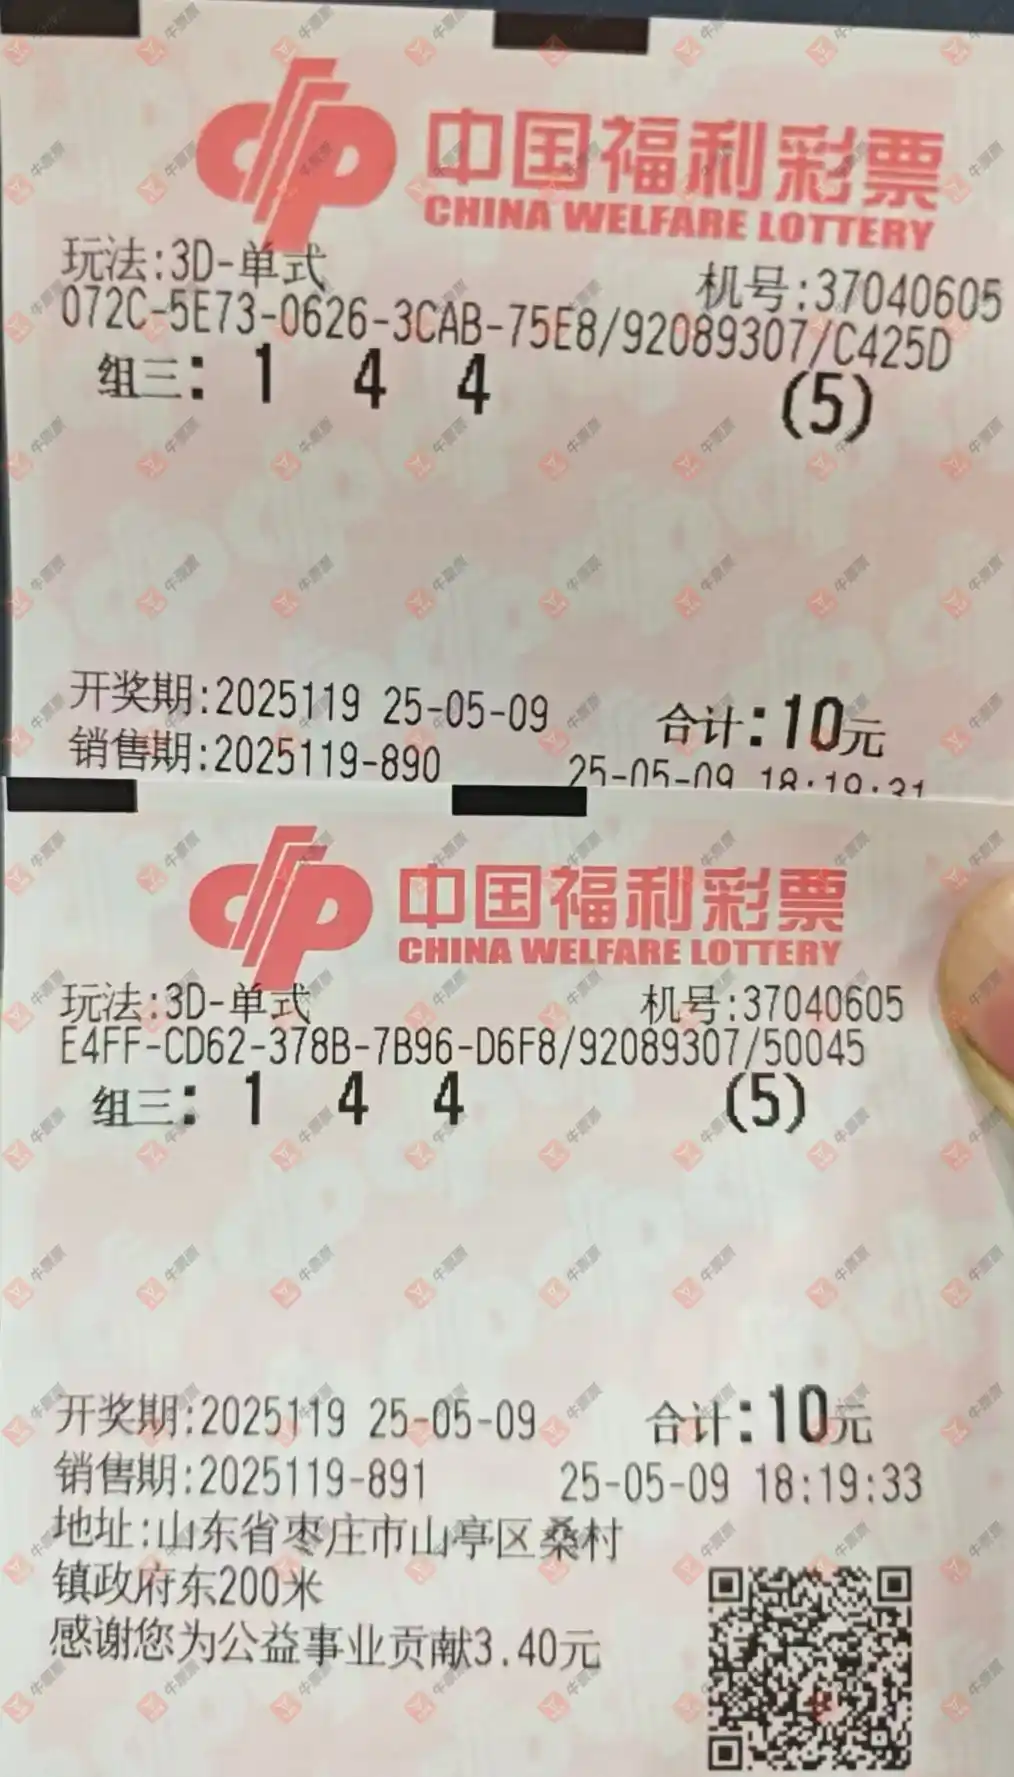 中国福利彩票
CHINA WELFARE LOTTERY
玩法:3D-单式 机号:37040605
072C-5E73-0626-3CAB-75E8/92089307/C425D
组三: 1 4 4 (5)
开奖期:2025119 25-05-09 合计:10元
销售期:2025119-890 25-05-09 18:19:31
中国福利彩票
CHINA WELFARE LOTTERY
玩法:3D-单式 机号:37040605
E4FF-CD62-378B-7B96-D6F8/92089307/50045
组三: 1 4 4 (5)
开奖期:2025119 25-05-09 合计:10元
销售期:2025119-891 25-05-09 18:19:33
地址:山东省枣庄市山亭区桑村
镇政府东200米
感谢您为公益事业贡献3.40元